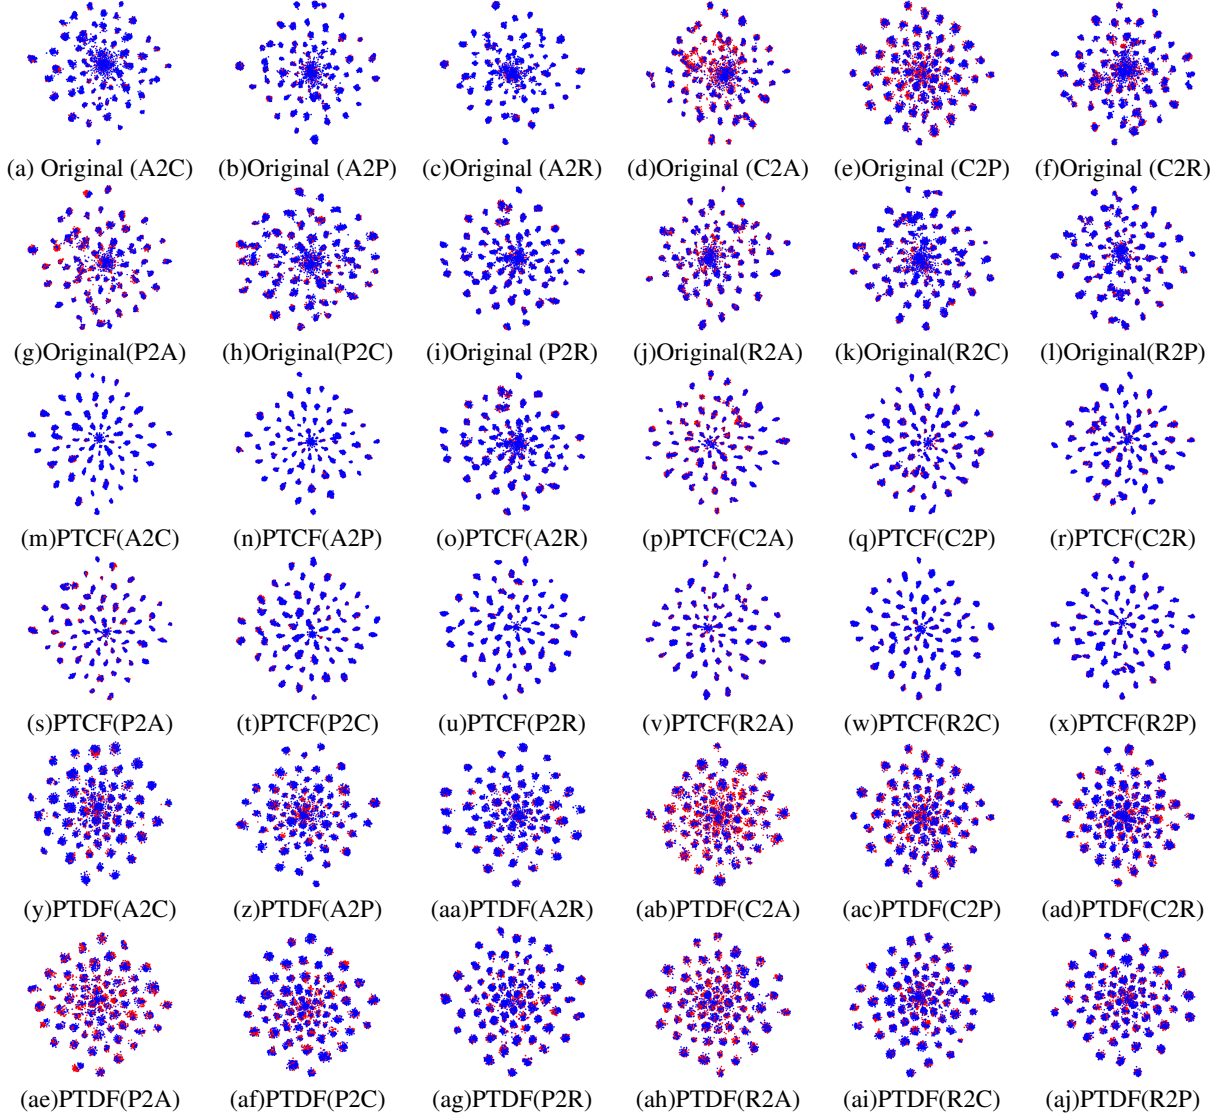 (a) Original (A2C) (b)Original (A2P) (c)Original (A2R) (d)Original (C2A) (e)Original (C2P) (f)Original (C2R)
(g)Original(P2A) (h)Original(P2C) (i)Original (P2R) (j)Original(R2A) (k)Original(R2C) (l)Original(R2P)
(m)PTCF(A2C) (n)PTCF(A2P) (o)PTCF(A2R) (p)PTCF(C2A) (q)PTCF(C2P) (r)PTCF(C2R)
(s)PTCF(P2A) (t)PTCF(P2C) (u)PTCF(P2R) (v)PTCF(R2A) (w)PTCF(R2C) (x)PTCF(R2P)
(y)PTDF(A2C) (z)PTDF(A2P) (aa)PTDF(A2R) (ab)PTDF(C2A) (ac)PTDF(C2P) (ad)PTDF(C2R)
(ae)PTDF(P2A) (af)PTDF(P2C) (ag)PTDF(P2R) (ah)PTDF(R2A) (ai)PTDF(R2C) (aj)PTDF(R2P)